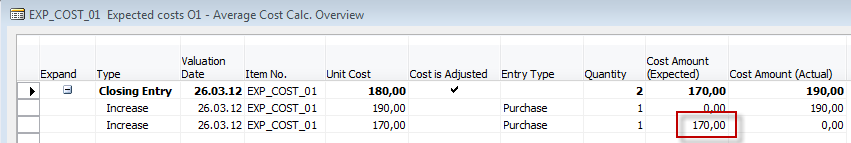 EXP_COST_01 Expected costs O1 - Average Cost Calc. Overview
Expand Type Valuation Date Item No. Unit Cost Cost is Adjusted Entry Type Quantity Cost Amount (Expected) Cost Amount (Actual)
Closing Entry 26.03.12 EXP_COST_01 180,00 ✓ 2 170,00 190,00
Increase 26.03.12 EXP_COST_01 190,00 Purchase 1 0,00 190,00
Increase 26.03.12 EXP_COST_01 170,00 Purchase 1 170,00 0,00